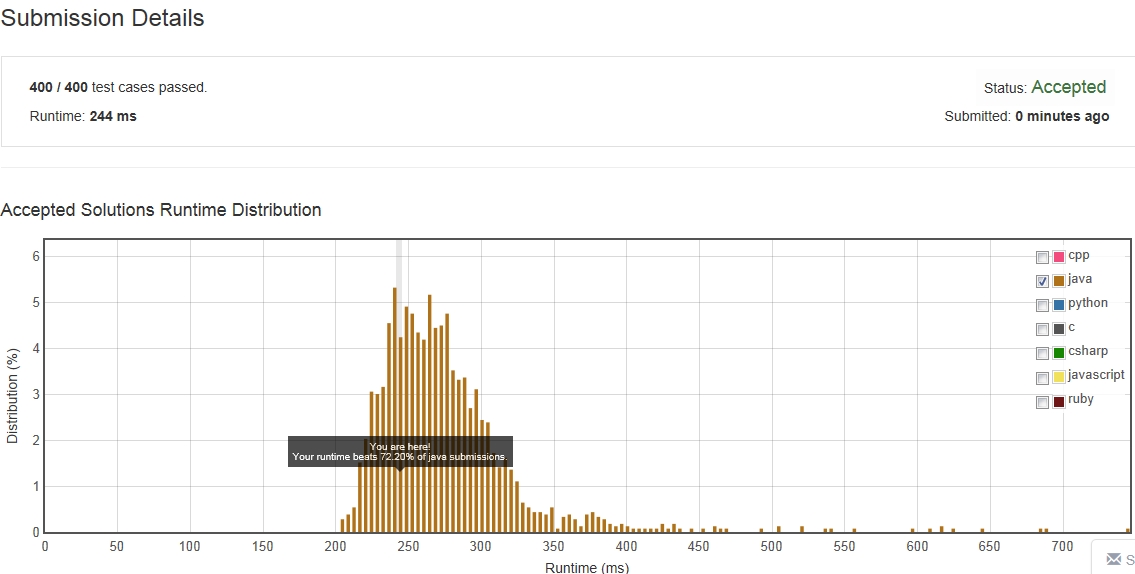 Submission Details
400 / 400 test cases passed.
Status: Accepted
Runtime: 244 ms
Submitted: 0 minutes ago
Accepted Solutions Runtime Distribution
cpp
java
python
c
csharp
javascript
ruby
6
5
4
3
2
1
0
Distribution (%)
You are here!
Your runtime beats 72.20% of java submissions.
0 50 100 150 200 250 300 350 400 450 500 550 600 650 700
Runtime (ms)
S